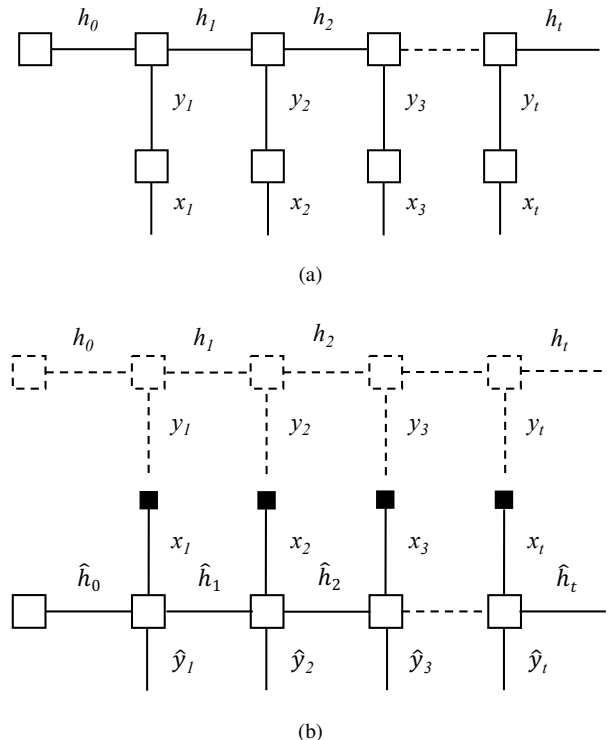 h₀ h₁ h₂ hₜ
y₁ y₂ y₃ yₜ
x₁ x₂ x₃ xₜ
(a)
h₀ h₁ h₂ hₜ
y₁ y₂ y₃ yₜ
x₁ x₂ x₃ xₜ
ĥ₀ ĥ₁ ĥ₂ ĥₜ
ŷ₁ ŷ₂ ŷ₃ ŷₜ
(b)